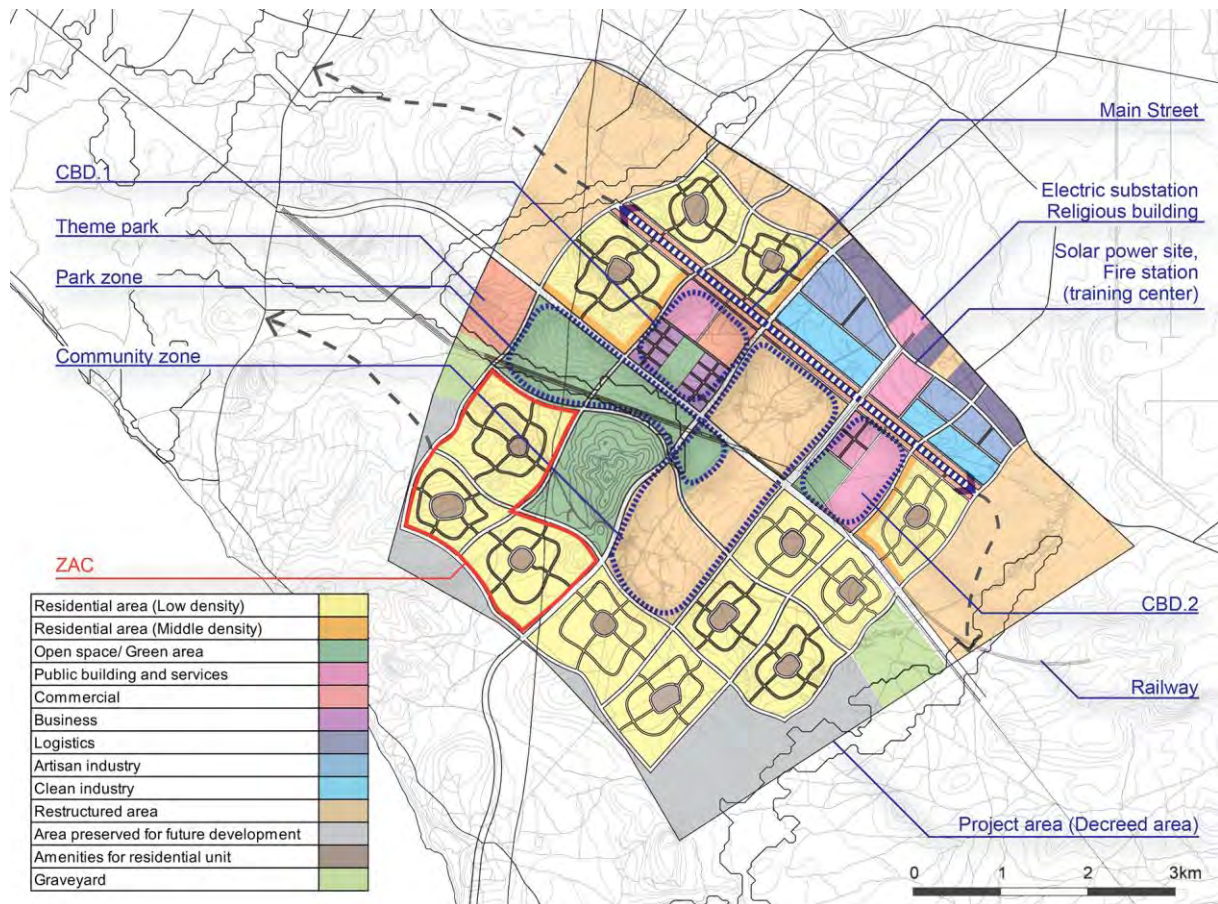 Main Street
CBD.1
Electric substation
Religious building
Theme park
Solar power site,
Fire station
(training center)
Park zone
Community zone
ZAC
CBD.2
Railway
Project area (Decreed area)
Residential area (Low density)
Residential area (Middle density)
Open space/ Green area
Public building and services
Commercial
Business
Logistics
Artisan industry
Clean industry
Restructured area
Area preserved for future development
Amenities for residential unit
Graveyard
0 1 2 3km